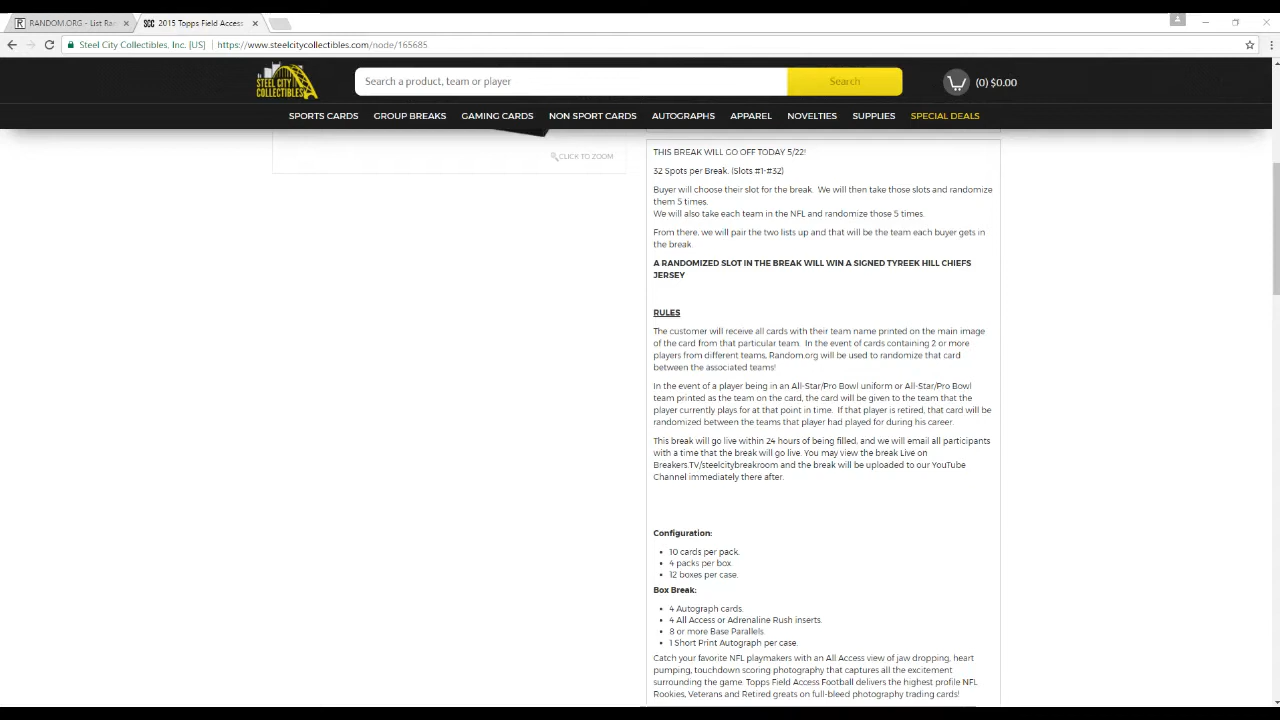 RANDOM.ORG - List Ra
2015 Topps Field Access
Steel City Collectibles, Inc. [US] https://www.steelcitycollectibles.com/node/165685
STEEL CITY
COLLECTIBLES
Search a product, team or player
Search
(0) $0.00
SPORTS CARDS GROUP BREAKS GAMING CARDS NON SPORT CARDS AUTOGRAPHS APPAREL NOVELTIES SUPPLIES SPECIAL DEALS
CLICK TO ZOOM
THIS BREAK WILL GO OFF TODAY 5/22!
32 Spots per Break. (Slots #1-#32)
Buyer will choose their slot for the break. We will then take those slots and randomize
them 5 times.
We will also take each team in the NFL and randomize those 5 times.
From there, we will pair the two lists up and that will be the team each buyer gets in
the break.
A RANDOMIZED SLOT IN THE BREAK WILL WIN A SIGNED TYREEK HILL CHIEFS
JERSEY
RULES
The customer will receive all cards with their team name printed on the main image
of the card from that particular team. In the event of cards containing 2 or more
players from different teams, Random.org will be used to randomize that card
between the associated teams!
In the event of a player being in an All-Star/Pro Bowl uniform or All-Star/Pro Bowl
team printed as the team on the card, the card will be given to the team that the
player currently plays for at that point in time. If that player is retired, that card will be
randomized between the teams that player had played for during his career.
This break will go live within 24 hours of being filled, and we will email all participants
with a time that the break will go live. You may view the break Live on
Breakers.TV/steelcitybreakroom and the break will be uploaded to our YouTube
Channel immediately there after.
Configuration:
• 10 cards per pack.
• 4 packs per box.
• 12 boxes per case.
Box Break:
• 4 Autograph cards.
• 4 All Access or Adrenaline Rush inserts.
• 8 or more Base Parallels.
• 1 Short Print Autograph per case.
Catch your favorite NFL playmakers with an All Access view of jaw dropping, heart
pumping, touchdown scoring photography that captures all the excitement
surrounding the game. Topps Field Access Football delivers the highest profile NFL
Rookies, Veterans and Retired greats on full-bleed photography trading cards!